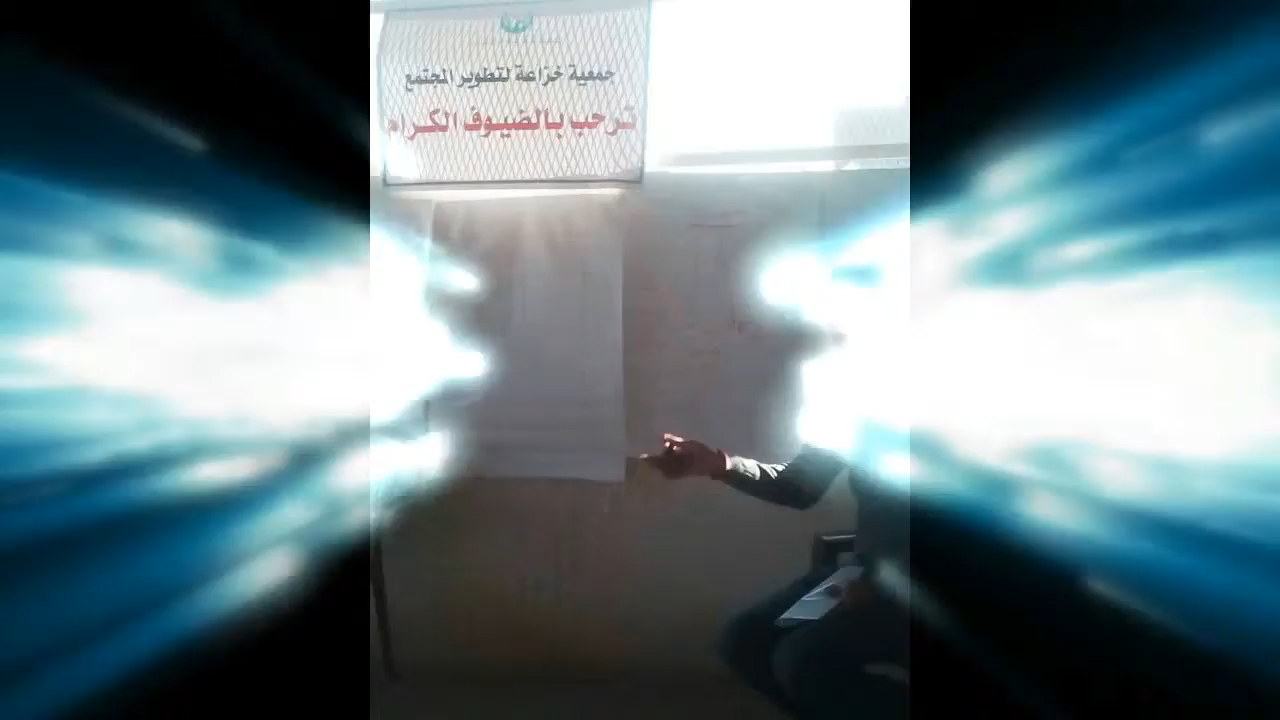 جمعية خزاعة لتطوير المجتمع
ترحب بالضيوف الكرام